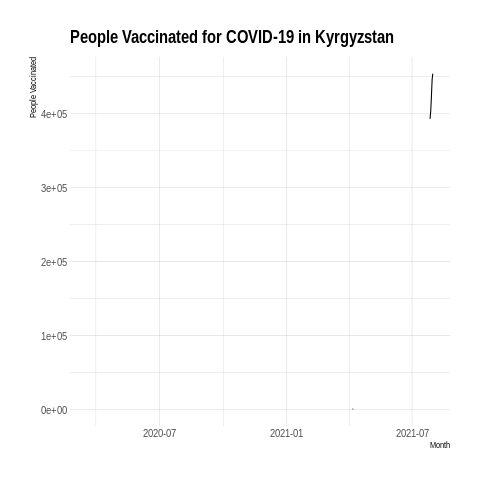 People Vaccinated for COVID-19 in Kyrgyzstan
People Vaccinated
4e+05
3e+05
2e+05
1e+05
0e+00
2020-07
2021-01
2021-07
Month